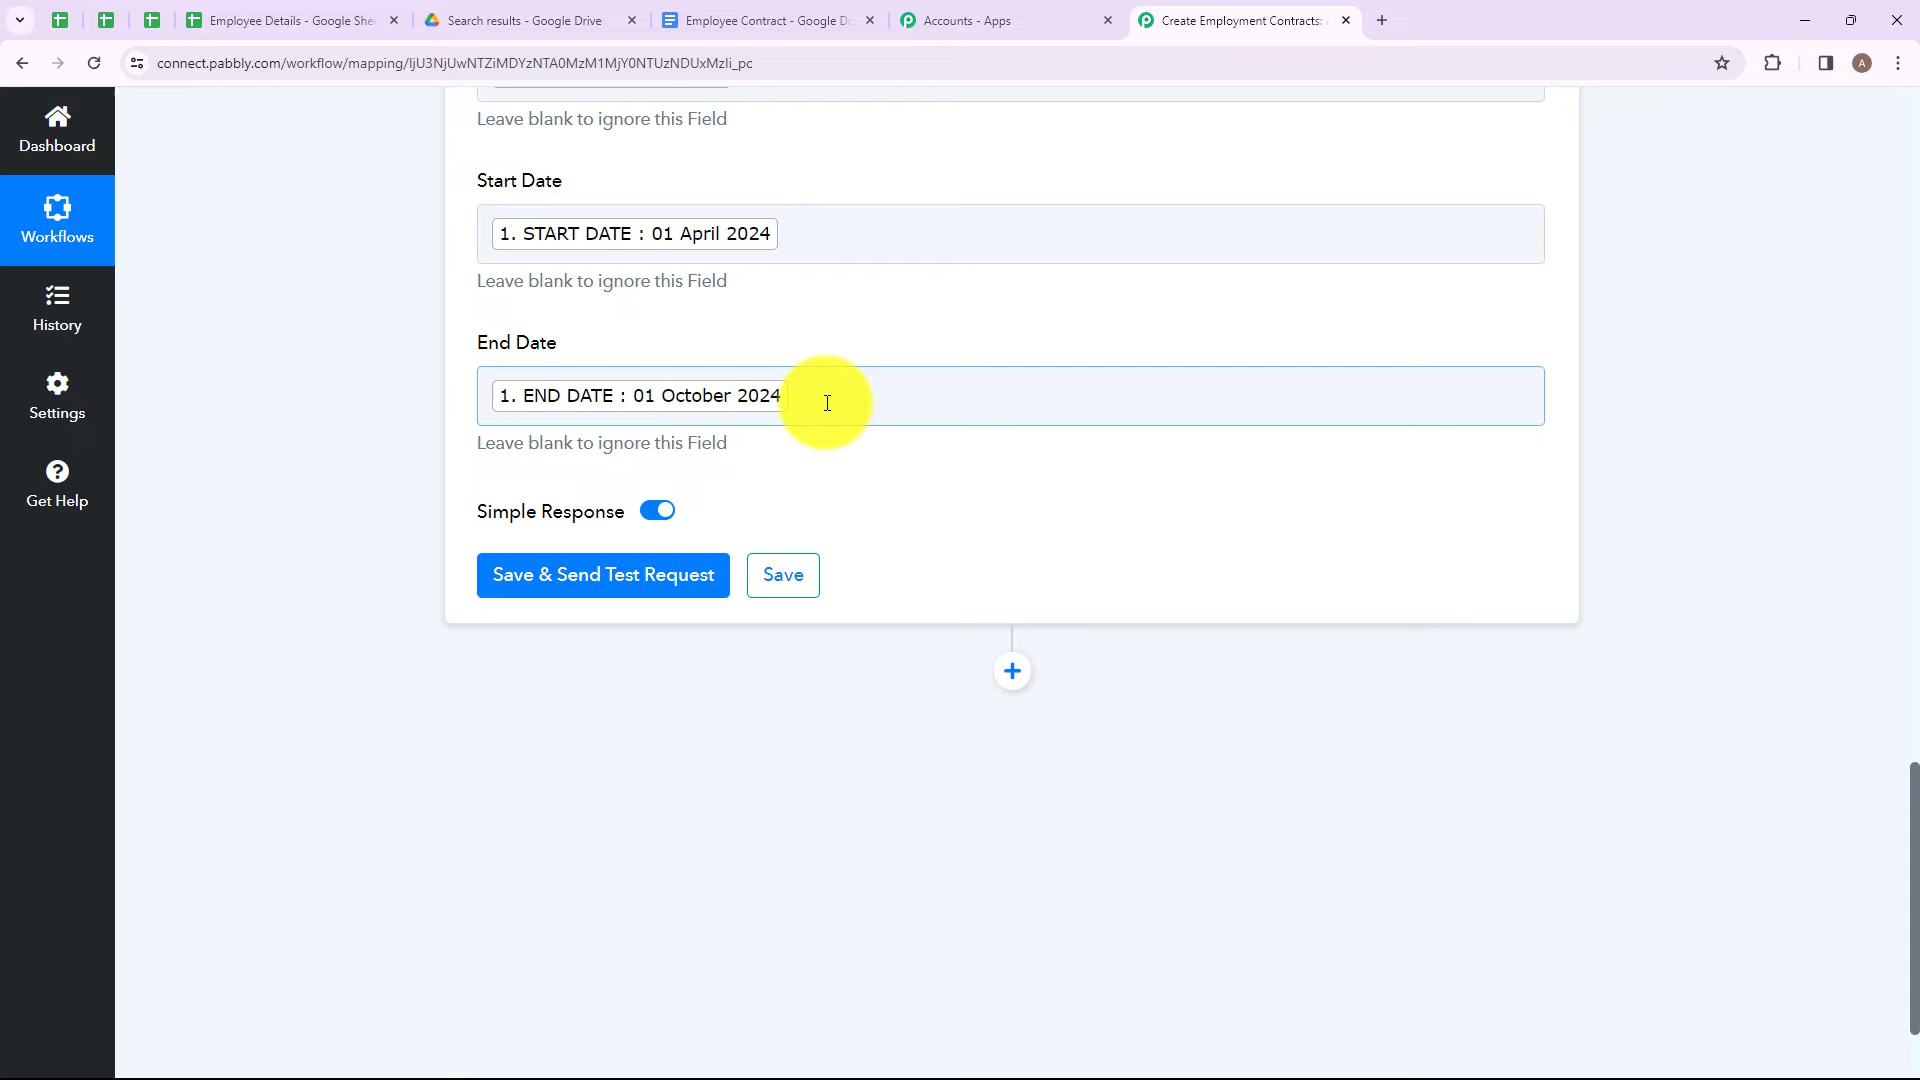 Employee Details - Google She
Search results - Google Drive
Employee Contract - Google Do
Accounts - Apps
Create Employment Contracts:
connect.pabbly.com/workflow/mapping/IjU3NjUwNTZiMDYzNTA0MzM1MjY0NTUzNDUxMzIi_pc
A
Dashboard
Workflows
History
Settings
Get Help
Leave blank to ignore this Field
Start Date
1. START DATE : 01 April 2024
Leave blank to ignore this Field
End Date
1. END DATE : 01 October 2024
Leave blank to ignore this Field
Simple Response
Save & Send Test Request
Save